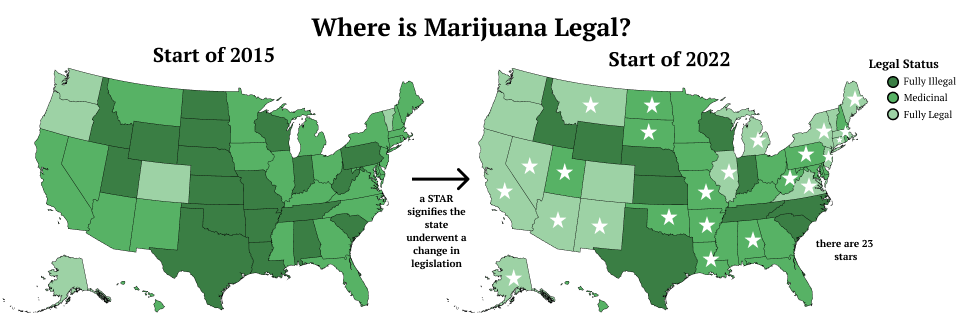 Where is Marijuana Legal?
Start of 2015
Start of 2022
Legal Status
Fully Illegal
Medicinal
Fully Legal
a STAR
signifies the
state
underwent a
change in
legislation
there are 23
stars